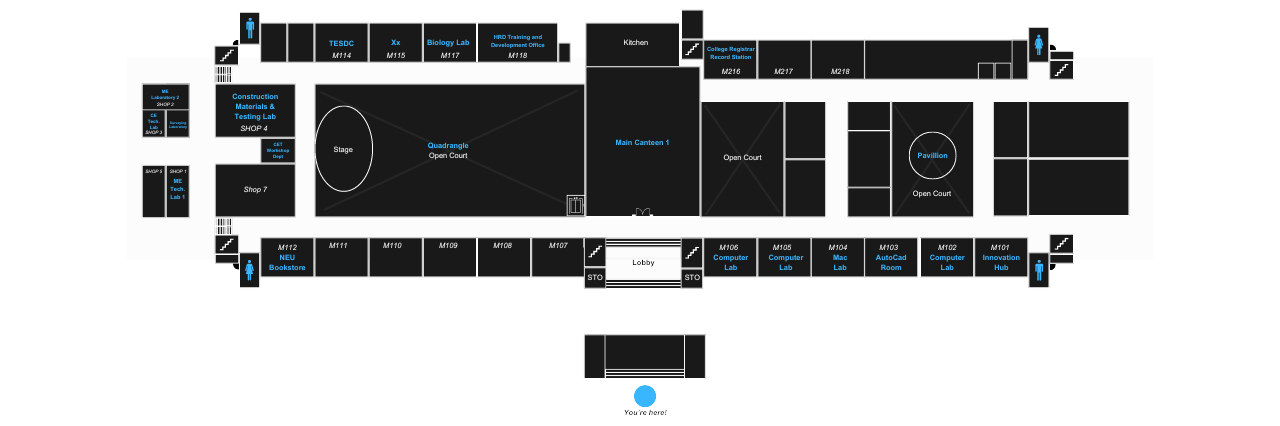 TESDC
M114
Xx
M115
Biology Lab
M117
HRD Training and
Development Office
M118
Kitchen
College Registrar
Record Station
M216
M217
M218
ME
Laboratory 2
SHOP 2
CE
Tech.
Lab
SHOP 3
Surveying
Laboratory
Construction
Materials &
Testing Lab
SHOP 4
CET
Workshop
Dept
SHOP 5
SHOP 1
ME
Tech.
Lab 1
Shop 7
Stage
Quadrangle
Open Court
Main Canteen 1
Open Court
Pavillion
Open Court
M112
NEU
Bookstore
M111
M110
M109
M108
M107
STO
Lobby
STO
M106
Computer
Lab
M105
Computer
Lab
M104
Mac
Lab
M103
AutoCad
Room
M102
Computer
Lab
M101
Innovation
Hub
You're here!